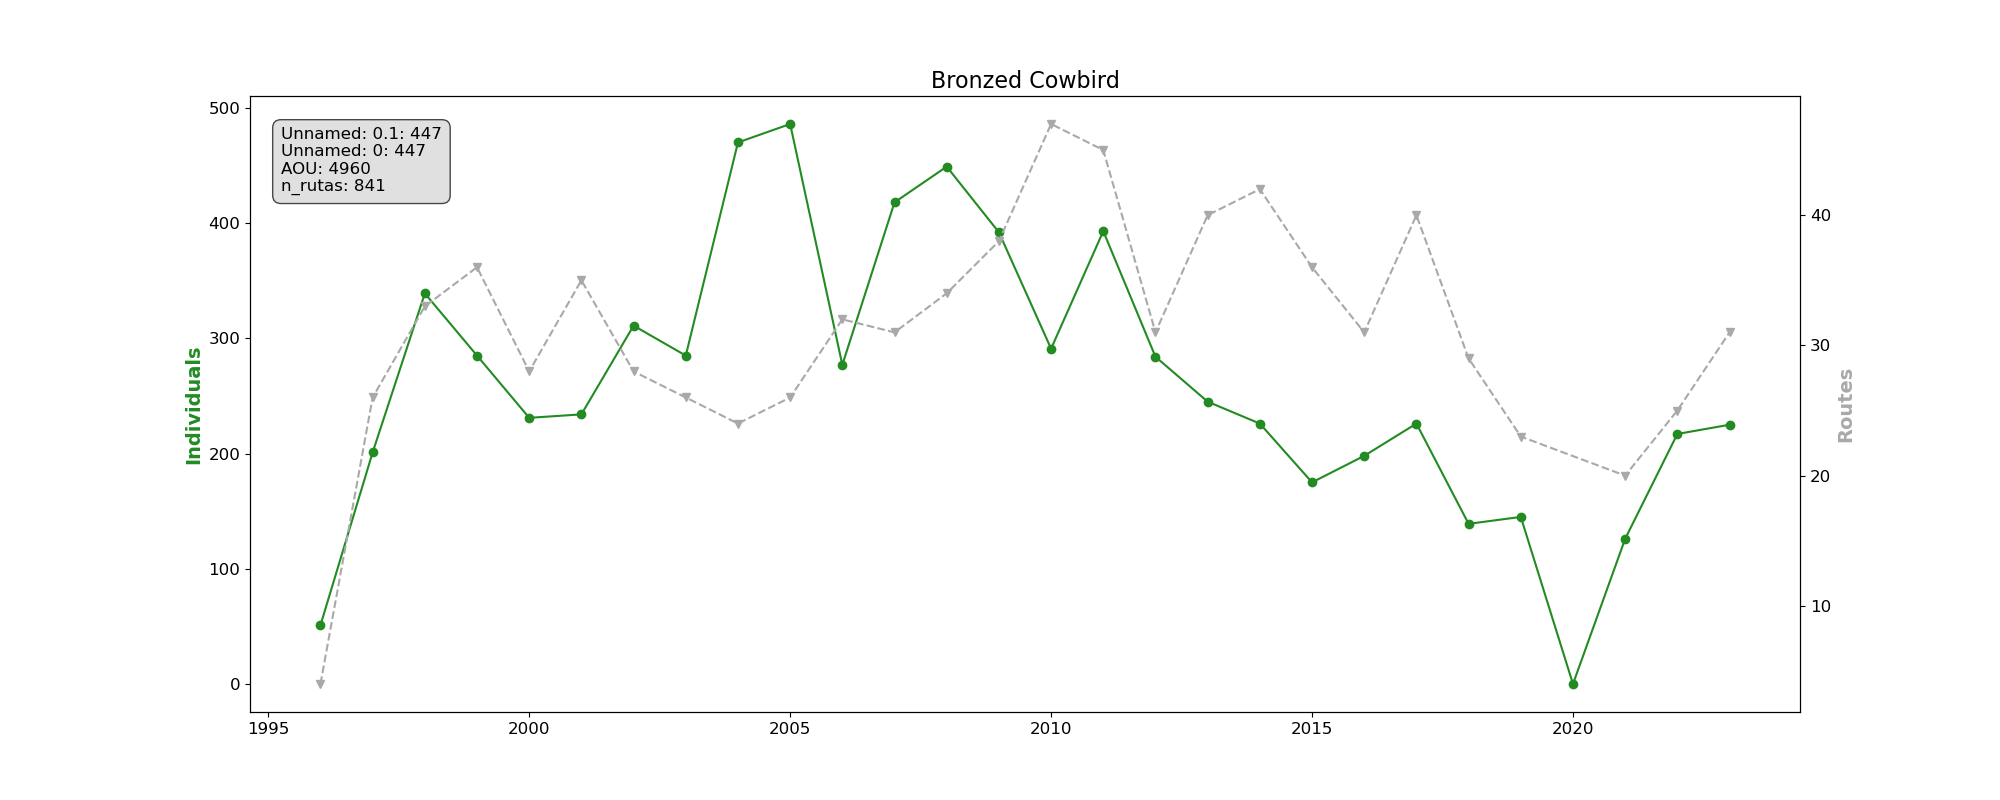 Bronzed Cowbird
Unnamed: 0.1: 447
Unnamed: 0: 447
AOU: 4960
n_rutas: 841
500
400
300
200
100
0
Individuals
40
30
20
10
Routes
1995
2000
2005
2010
2015
2020